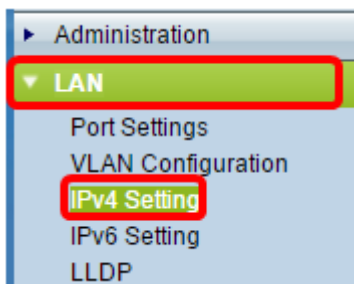 Administration
LAN
Port Settings
VLAN Configuration
IPv4 Setting
IPv6 Setting
LLDP